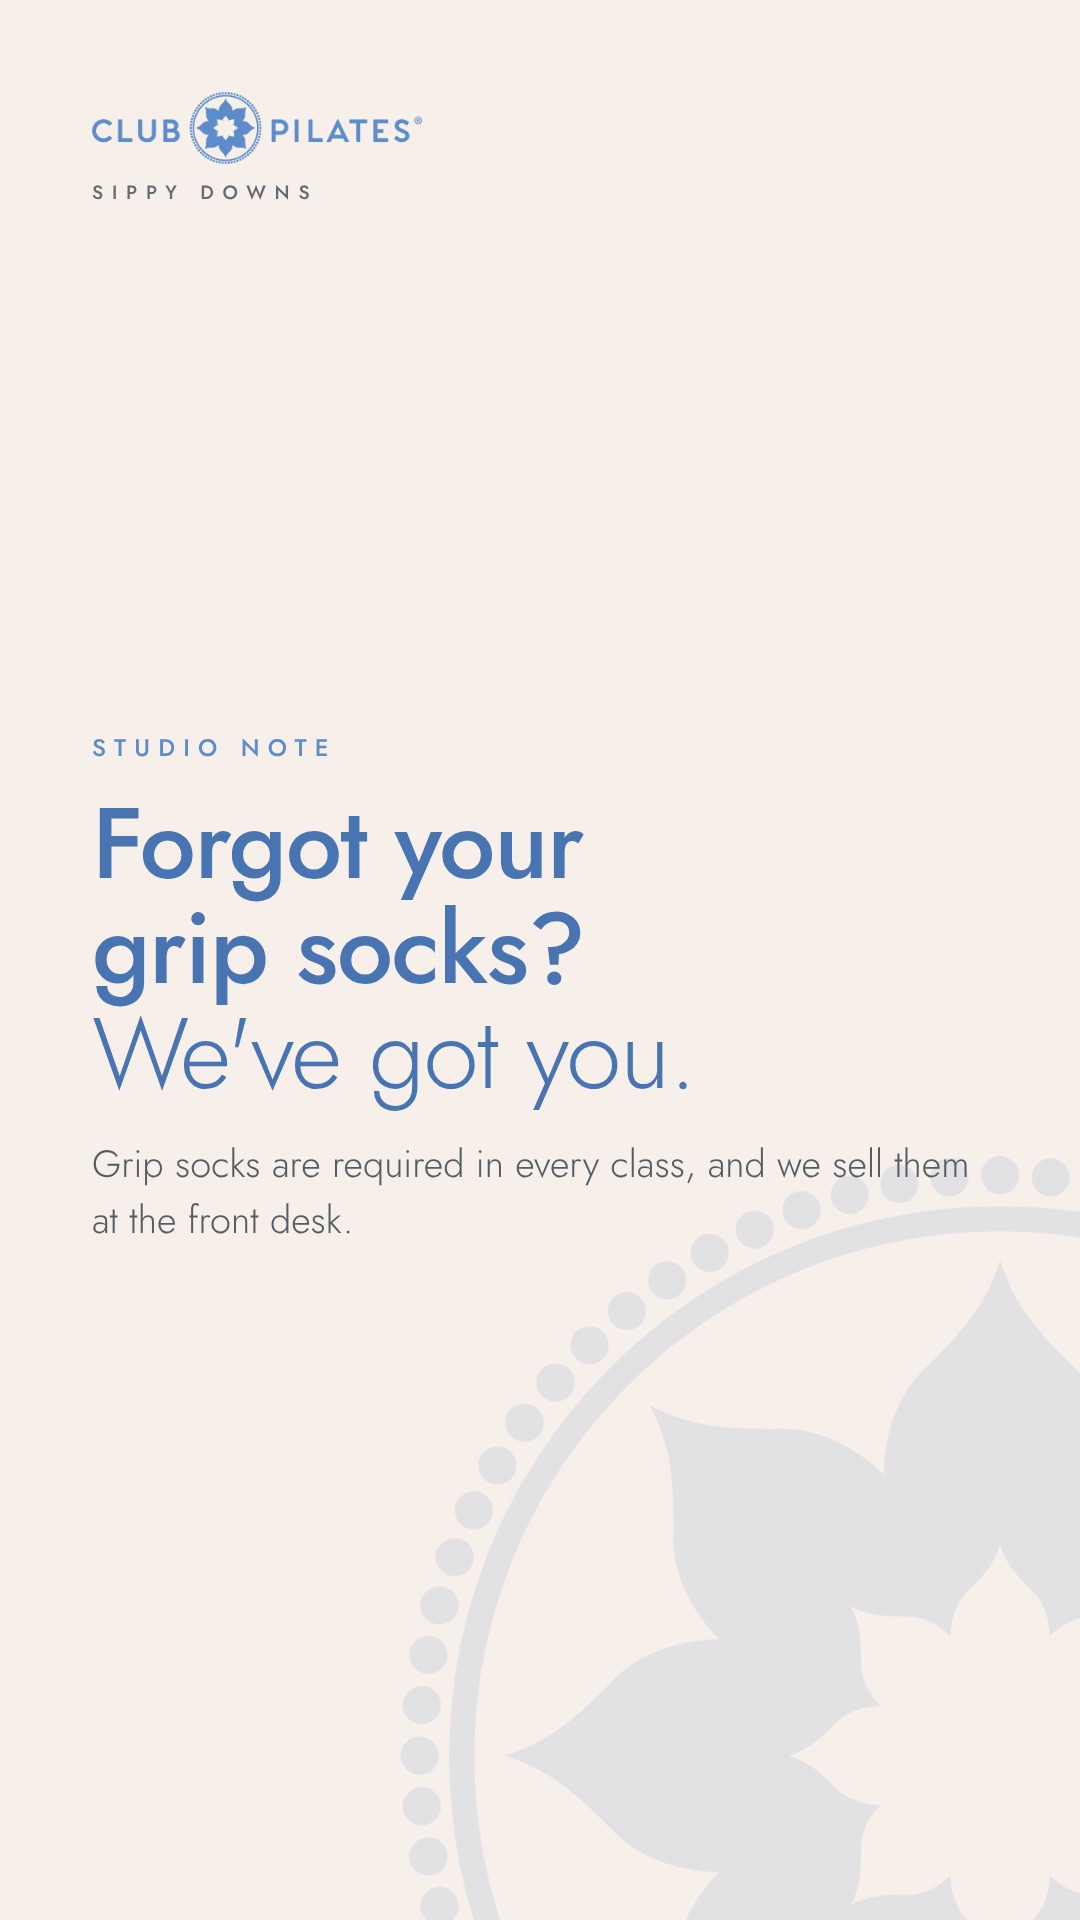 CLUB PILATES®
SIPPY DOWNS
STUDIO NOTE
Forgot your
grip socks?
We've got you.
Grip socks are required in every class, and we sell them
at the front desk.